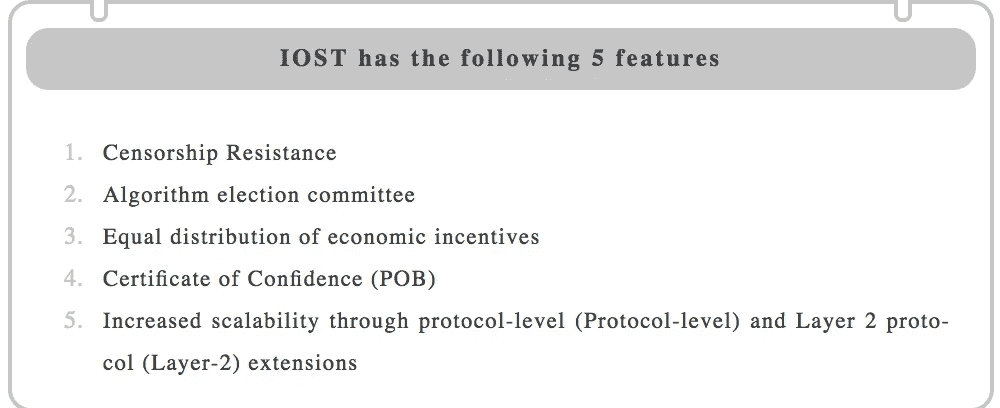 IOST has the following 5 features
1. Censorship Resistance
2. Algorithm election committee
3. Equal distribution of economic incentives
4. Certificate of Confidence (POB)
5. Increased scalability through protocol-level (Protocol-level) and Layer 2 proto-
col (Layer-2) extensions